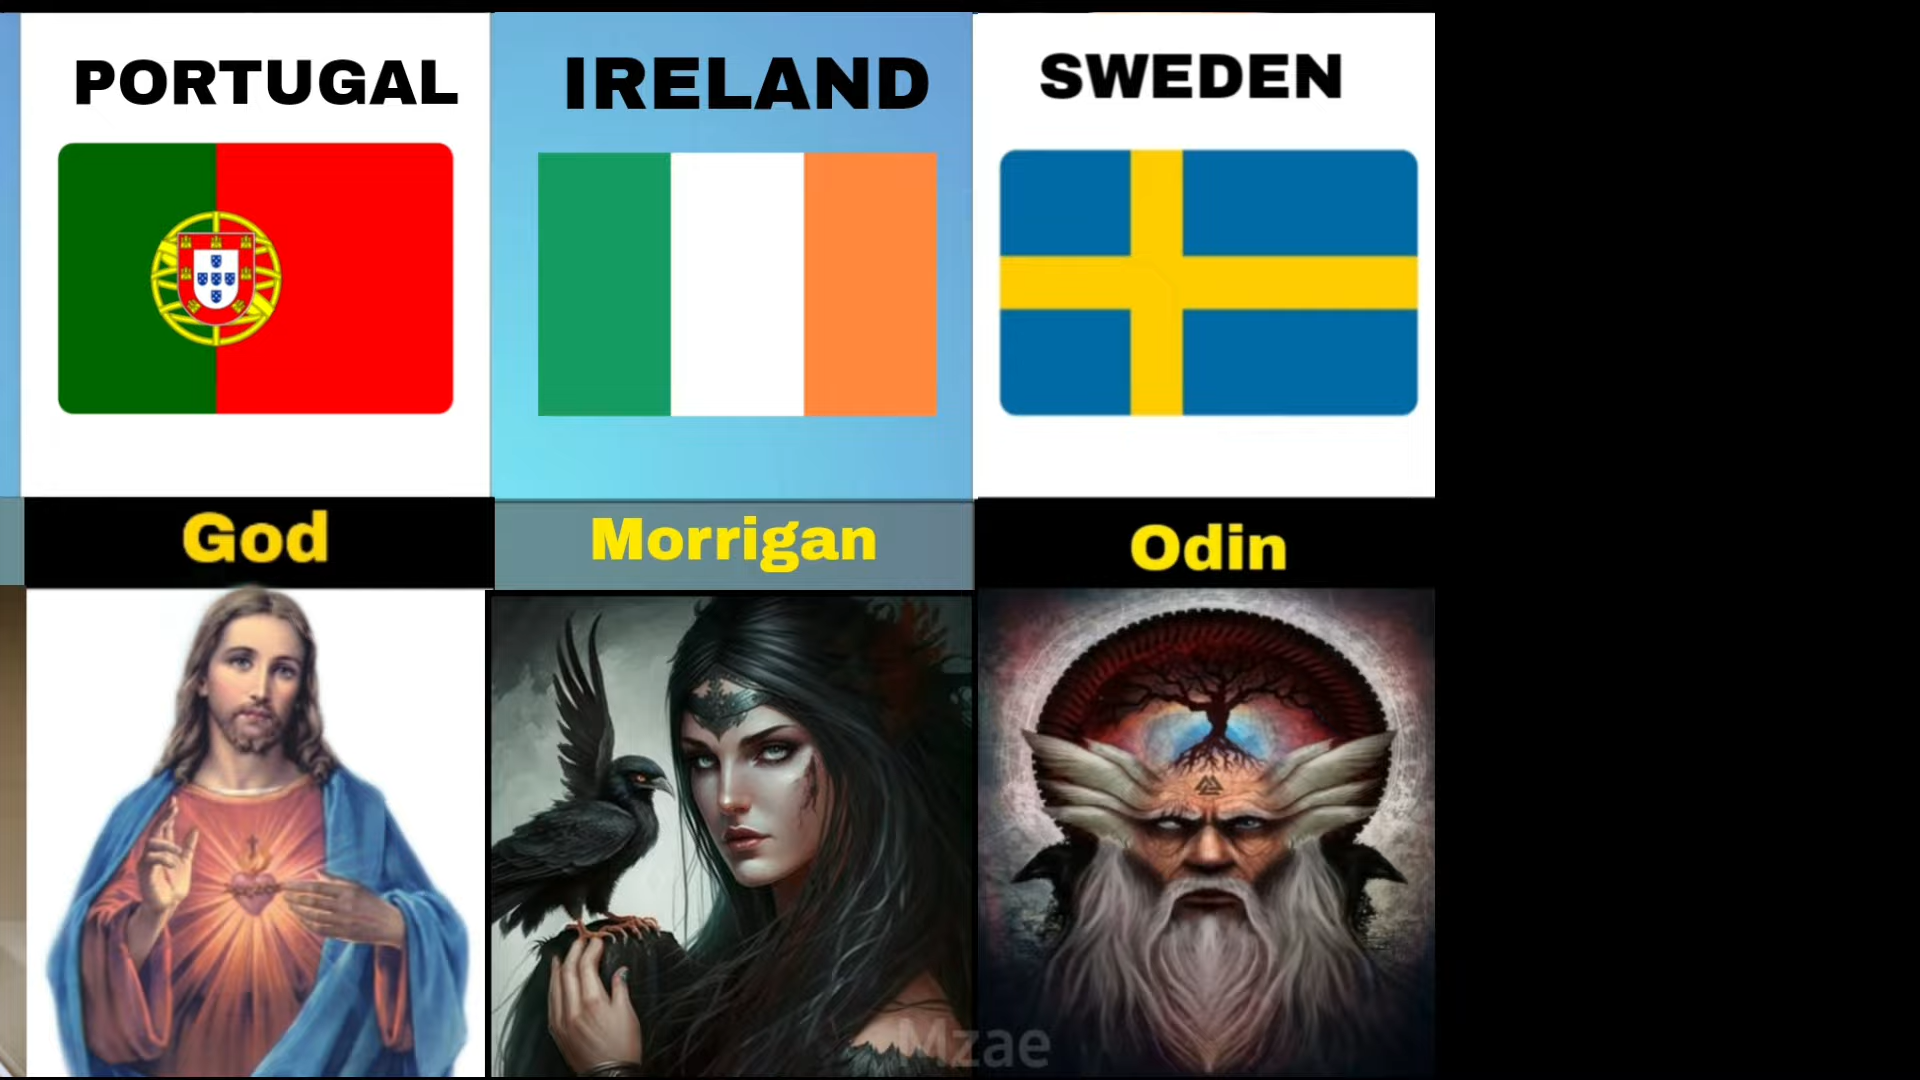 PORTUGAL
IRELAND
SWEDEN
God
Morrigan
Odin
Mzae